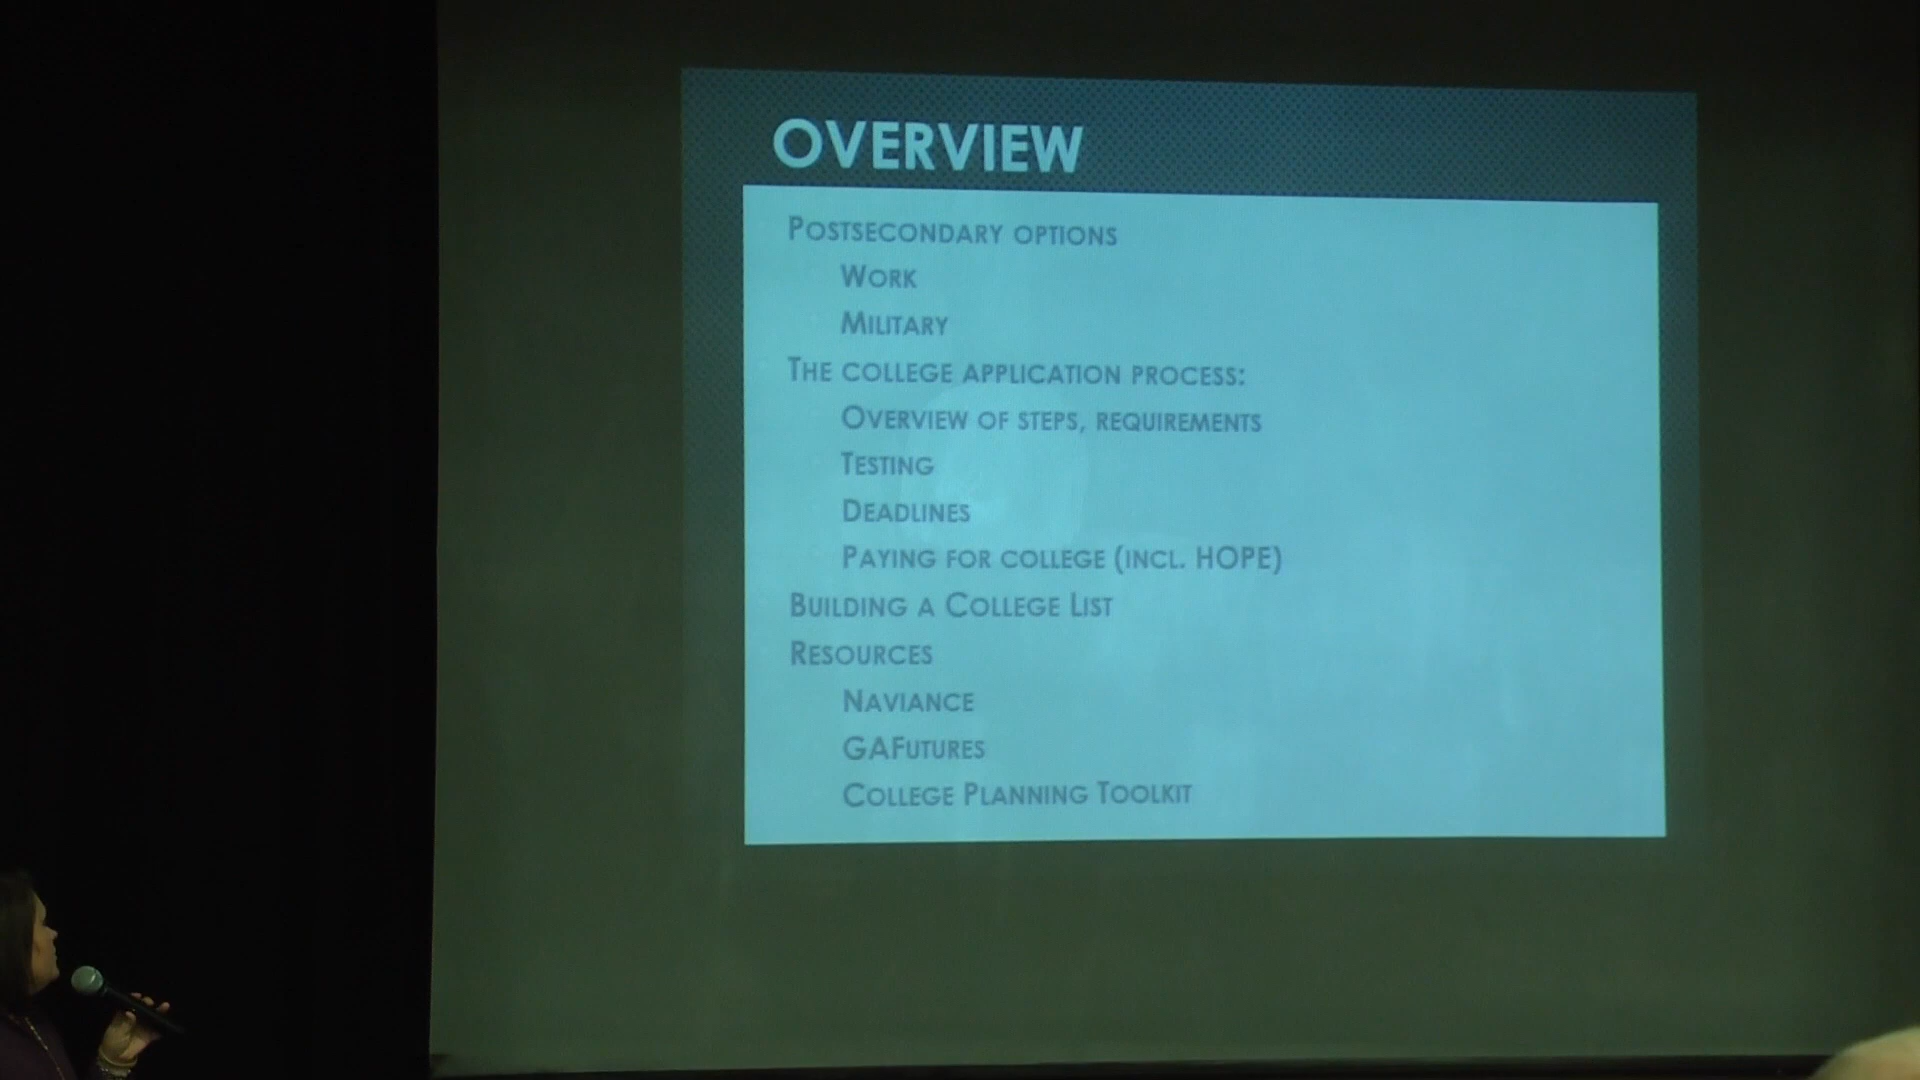 OVERVIEW
POSTSECONDARY OPTIONS
WORK
MILITARY
THE COLLEGE APPLICATION PROCESS:
OVERVIEW OF STEPS, REQUIREMENTS
TESTING
DEADLINES
PAYING FOR COLLEGE (INCL. HOPE)
BUILDING A COLLEGE LIST
RESOURCES
NAVIANCE
GAFUTURES
COLLEGE PLANNING TOOLKIT